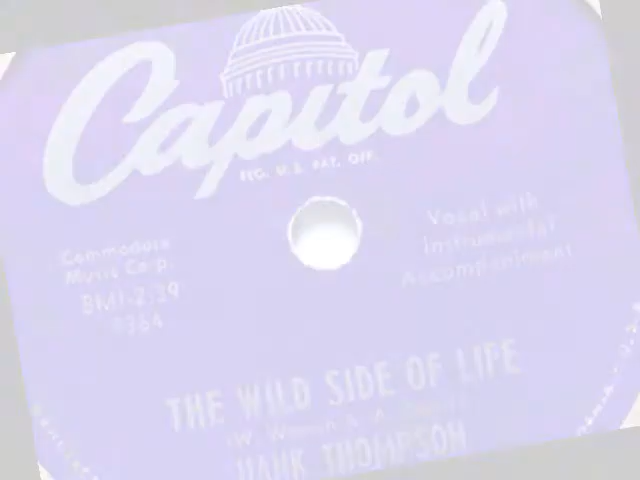 Capitol
REG. U.S. PAT. OFF.
Vocal with
Instrumental
Accompaniment
Commodore
Music Corp.
BMI-2:39
9364
THE WILD SIDE OF LIFE
HANK THOMPSON